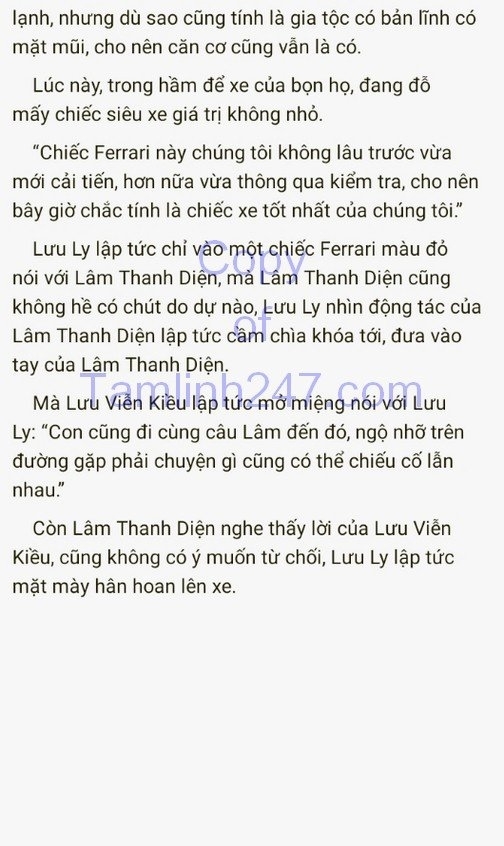 lạnh, nhưng dù sao cũng tính là gia tộc có bản lĩnh có
mặt mũi, cho nên căn cơ cũng vẫn là có.
Lúc này, trong hầm để xe của bọn họ, đang đỗ
mấy chiếc siêu xe giá trị không nhỏ.
“Chiếc Ferrari này chúng tôi không lâu trước vừa
mới cải tiến, hơn nữa vừa thông qua kiểm tra, cho nên
bây giờ chắc tính là chiếc xe tốt nhất của chúng tôi.”
Lưu Ly lập tức chỉ vào một chiếc Ferrari màu đỏ
nói với Lâm Thanh Diện, mà Lâm Thanh Diện cũng
không hề có chút do dự nào, Lưu Ly nhìn động tác của
Lâm Thanh Diện lập tức cầm chìa khóa tới, đưa vào
tay của Lâm Thanh Diện.
Mà Lưu Viễn Kiều lập tức mở miệng nói với Lưu
Ly: “Con cũng đi cùng câu Lâm đến đó, ngộ nhỡ trên
đường gặp phải chuyện gì cũng có thể chiếu cố lẫn
nhau.”
Còn Lâm Thanh Diện nghe thấy lời của Lưu Viễn
Kiều, cũng không có ý muốn từ chối, Lưu Ly lập tức
mặt mày hân hoan lên xe.
Copy
of
Tamlinh247.com